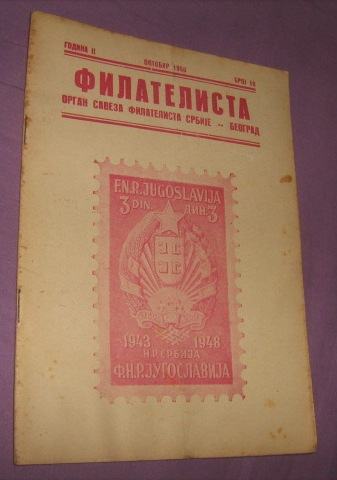 ГОДИНА II ОКТОБАР 1950 БРОЈ 10
ФИЛАТЕЛИСТА
ОРГАН САВЕЗА ФИЛАТЕЛИСТА СРБИЈЕ -- БЕОГРАД
F.N.R. JUGOSLAVIJA
3 DIN. ДИН. 3
1943 1948
Н.Р. СРБИЈА
Ф.Н.Р. ЈУГОСЛАВИЈА